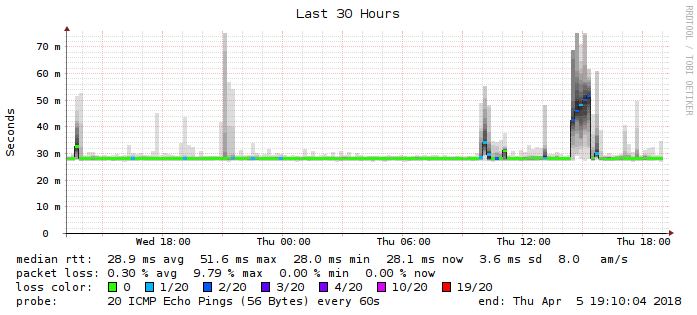 Last 30 Hours
RRDTOOL / TOBI OETIKER
Seconds
70 m
60 m
50 m
40 m
30 m
20 m
10 m
0
Wed 18:00 Thu 00:00 Thu 06:00 Thu 12:00 Thu 18:00
median rtt: 28.9 ms avg 51.6 ms max 28.0 ms min 28.1 ms now 3.6 ms sd 8.0 am/s
packet loss: 0.30 % avg 9.79 % max 0.00 % min 0.00 % now
loss color: 0 1/20 2/20 3/20 4/20 10/20 19/20
probe: 20 ICMP Echo Pings (56 Bytes) every 60s end: Thu Apr 5 19:10:04 2018